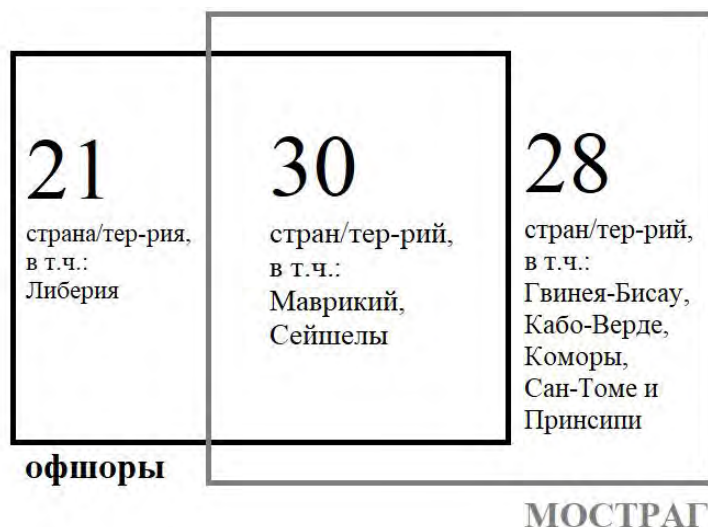 21
страна/тер-рия,
в т.ч.:
Либерия
30
стран/тер-рий,
в т.ч.:
Маврикий,
Сейшелы
28
стран/тер-рий,
в т.ч.:
Гвинея-Бисау,
Кабо-Верде,
Коморы,
Сан-Томе и
Принсипи
офшоры
МОСТРАГ